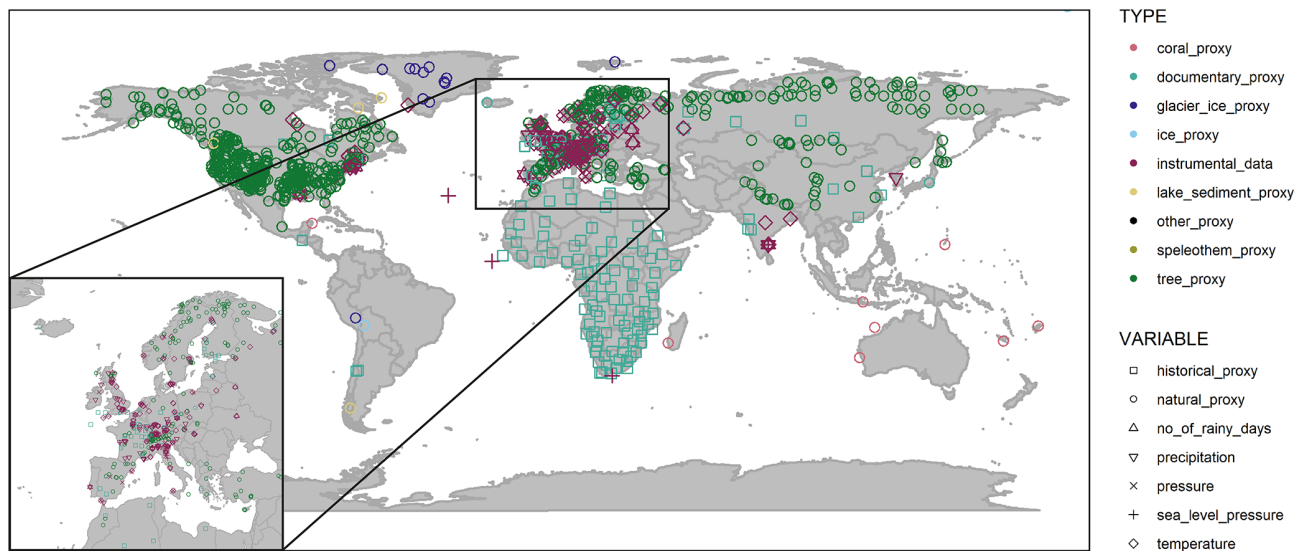 TYPE
coral_proxy
documentary_proxy
glacier_ice_proxy
ice_proxy
instrumental_data
lake_sediment_proxy
other_proxy
speleothem_proxy
tree_proxy
VARIABLE
historical_proxy
natural_proxy
no_of_rainy_days
precipitation
pressure
sea_level_pressure
temperature